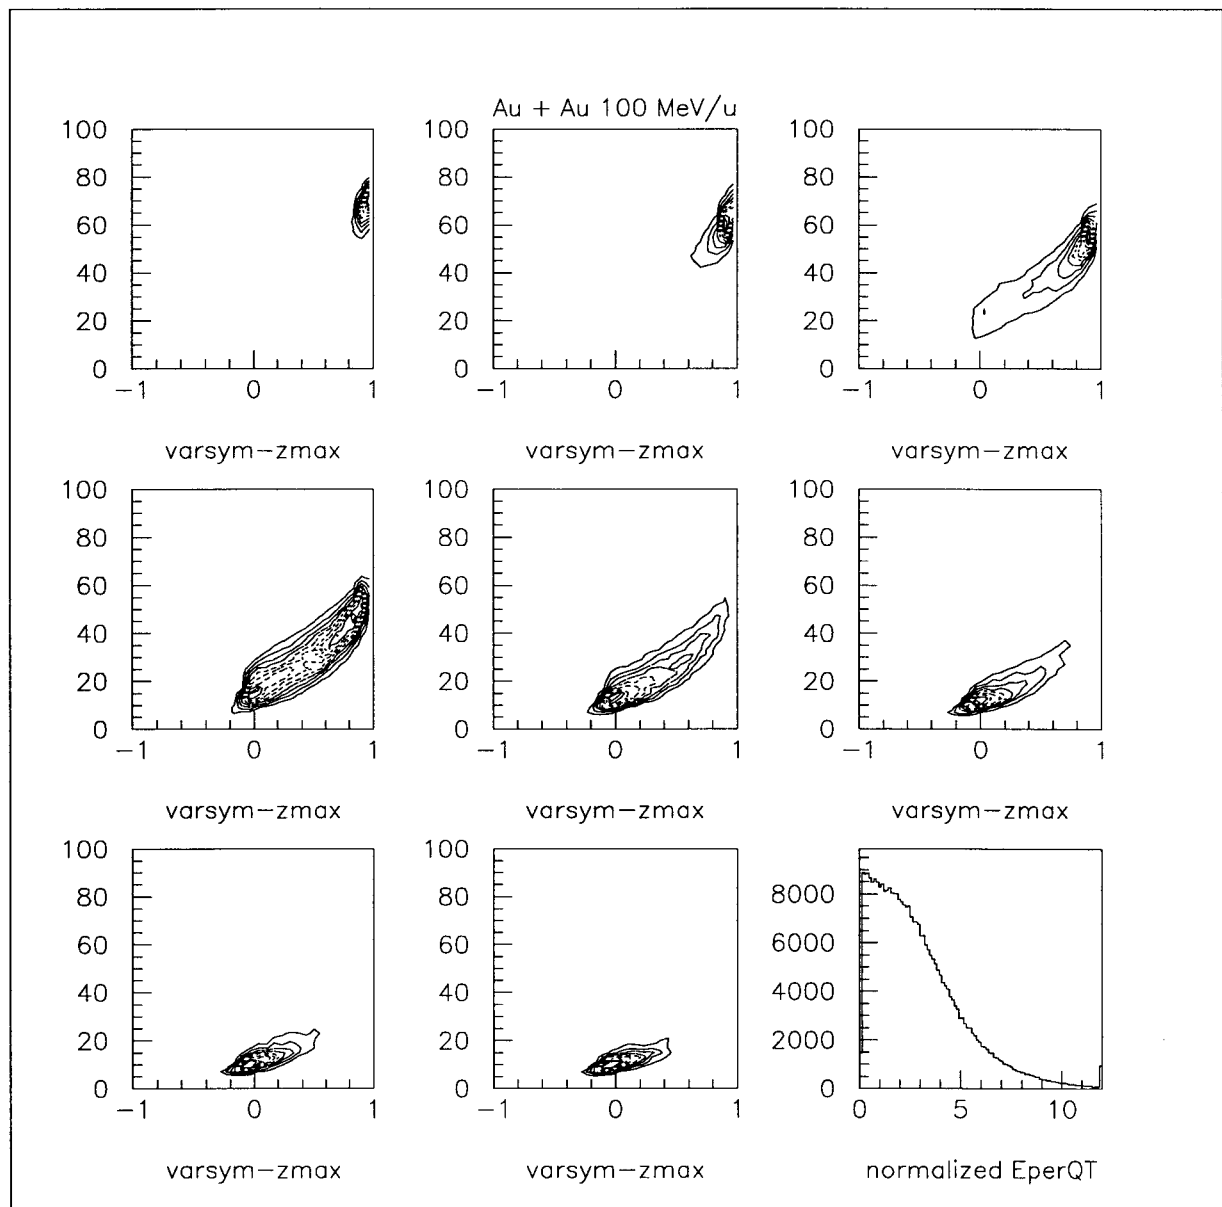 Au + Au 100 MeV/u
100 100 100
80 80 80
60 60 60
40 40 40
20 20 20
0 0 0
−1 0 1 −1 0 1 −1 0 1
varsym−zmax varsym−zmax varsym−zmax
100 100 100
80 80 80
60 60 60
40 40 40
20 20 20
0 0 0
−1 0 1 −1 0 1 −1 0 1
varsym−zmax varsym−zmax varsym−zmax
100 100
80 80 8000
60 60 6000
40 40 4000
20 20 2000
0 0 0
−1 0 1 −1 0 1 0 5 10
varsym−zmax varsym−zmax normalized EperQT